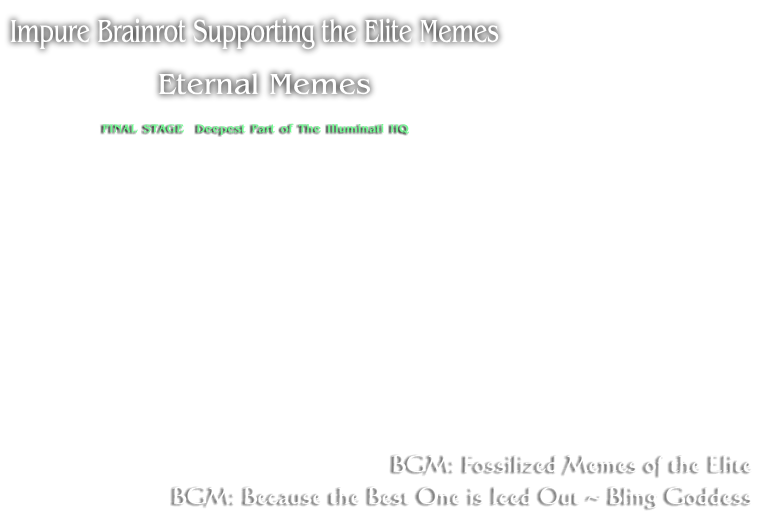 Impure Brainrot Supporting the Elite Memes
Eternal Memes
FINAL STAGE Deepest Part of The Illuminati HQ
BGM: Fossilized Memes of the Elite
BGM: Because the Best One is Iced Out ~ Bling Goddess